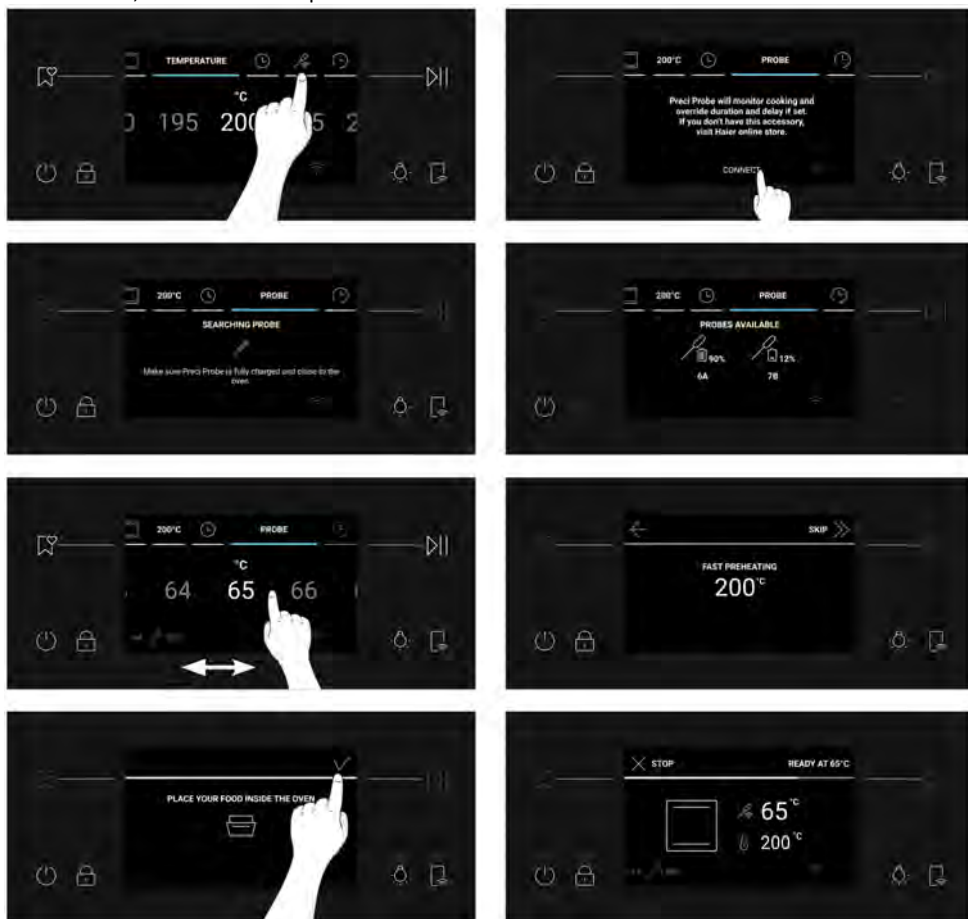 TEMPERATURE
°C
195 200
200°C PROBE
Preci Probe will monitor cooking and
override duration and delay if set.
If you don't have this accessory,
visit Haier online store.
CONNECT
200°C PROBE
SEARCHING PROBE
Make sure Preci Probe is fully charged and close to the
oven
200°C PROBE
PROBES AVAILABLE
90% 12%
6A 7B
200°C PROBE
°C
64 65 66
SKIP
FAST PREHEATING
200°C
PLACE YOUR FOOD INSIDE THE OVEN
STOP READY AT 65°C
65°C
200°C